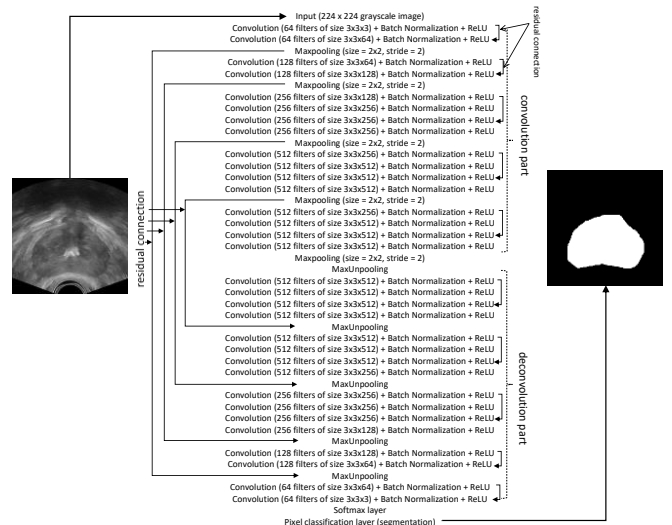 Input (224 x 224 grayscale image)
Convolution (64 filters of size 3x3x3) + Batch Normalization + ReLU
Convolution (64 filters of size 3x3x64) + Batch Normalization + ReLU
Maxpooling (size = 2x2, stride = 2)
Convolution (128 filters of size 3x3x64) + Batch Normalization + ReLU
Convolution (128 filters of size 3x3x128) + Batch Normalization + ReLU
Maxpooling (size = 2x2, stride = 2)
Convolution (256 filters of size 3x3x128) + Batch Normalization + ReLU
Convolution (256 filters of size 3x3x256) + Batch Normalization + ReLU
Convolution (256 filters of size 3x3x256) + Batch Normalization + ReLU
Convolution (256 filters of size 3x3x256) + Batch Normalization + ReLU
Maxpooling (size = 2x2, stride = 2)
Convolution (512 filters of size 3x3x256) + Batch Normalization + ReLU
Convolution (512 filters of size 3x3x512) + Batch Normalization + ReLU
Convolution (512 filters of size 3x3x512) + Batch Normalization + ReLU
Convolution (512 filters of size 3x3x512) + Batch Normalization + ReLU
Maxpooling (size = 2x2, stride = 2)
Convolution (512 filters of size 3x3x256) + Batch Normalization + ReLU
Convolution (512 filters of size 3x3x512) + Batch Normalization + ReLU
Convolution (512 filters of size 3x3x512) + Batch Normalization + ReLU
Convolution (512 filters of size 3x3x512) + Batch Normalization + ReLU
Maxpooling (size = 2x2, stride = 2)
MaxUnpooling
Convolution (512 filters of size 3x3x512) + Batch Normalization + ReLU
Convolution (512 filters of size 3x3x512) + Batch Normalization + ReLU
Convolution (512 filters of size 3x3x512) + Batch Normalization + ReLU
Convolution (512 filters of size 3x3x512) + Batch Normalization + ReLU
MaxUnpooling
Convolution (512 filters of size 3x3x512) + Batch Normalization + ReLU
Convolution (512 filters of size 3x3x512) + Batch Normalization + ReLU
Convolution (512 filters of size 3x3x512) + Batch Normalization + ReLU
Convolution (512 filters of size 3x3x256) + Batch Normalization + ReLU
MaxUnpooling
Convolution (256 filters of size 3x3x256) + Batch Normalization + ReLU
Convolution (256 filters of size 3x3x256) + Batch Normalization + ReLU
Convolution (256 filters of size 3x3x256) + Batch Normalization + ReLU
Convolution (256 filters of size 3x3x128) + Batch Normalization + ReLU
MaxUnpooling
Convolution (128 filters of size 3x3x128) + Batch Normalization + ReLU
Convolution (128 filters of size 3x3x64) + Batch Normalization + ReLU
MaxUnpooling
Convolution (64 filters of size 3x3x64) + Batch Normalization + ReLU
Convolution (64 filters of size 3x3x3) + Batch Normalization + ReLU
Softmax layer
Pixel classification layer (segmentation)
residual connection
residual
connection
convolution part
deconvolution part